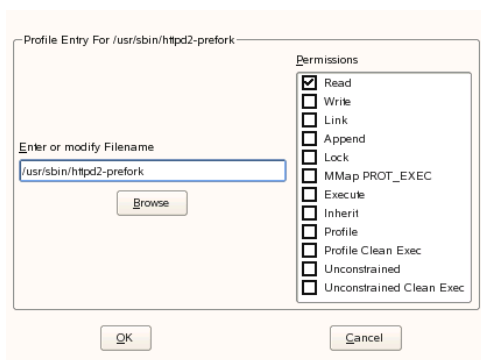 Profile Entry For /usr/sbin/httpd2-prefork
Permissions
Read
Write
Link
Append
Lock
MMap PROT_EXEC
Execute
Inherit
Profile
Profile Clean Exec
Unconstrained
Unconstrained Clean Exec
Enter or modify Filename
/usr/sbin/httpd2-prefork
Browse
OK
Cancel